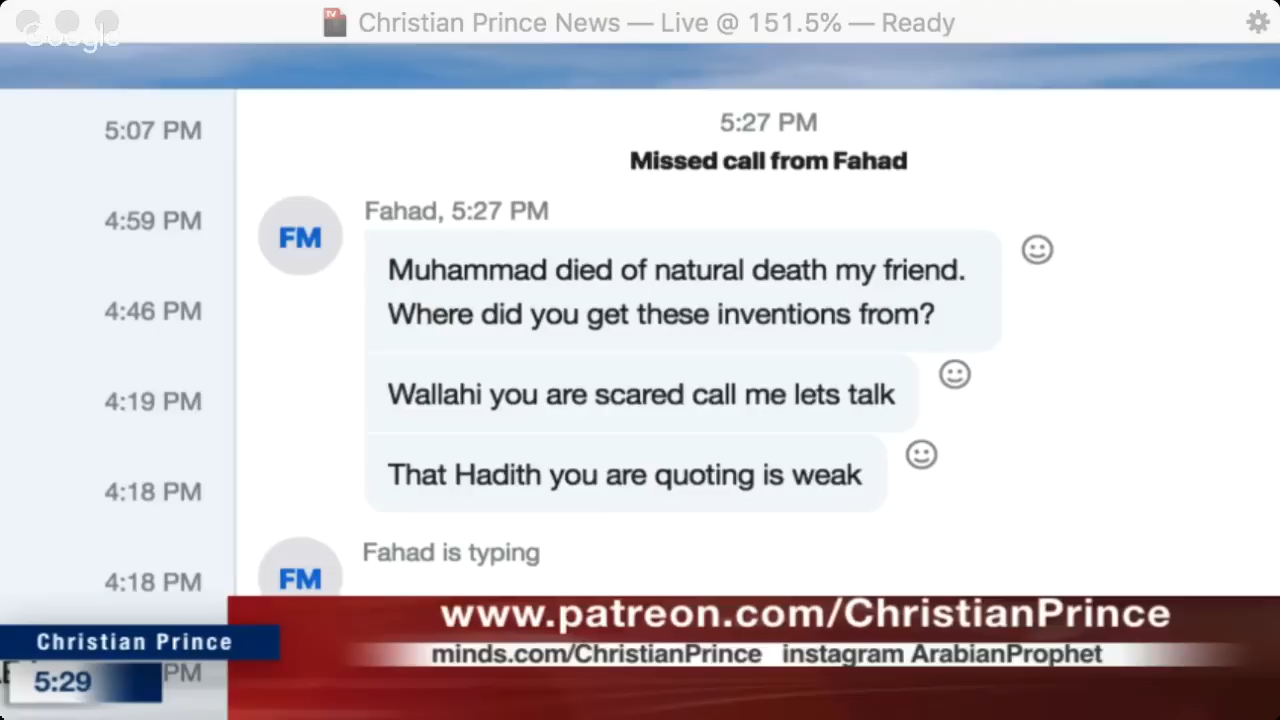 Christian Prince News — Live @ 151.5% — Ready
Google
5:07 PM
4:59 PM
4:46 PM
4:19 PM
4:18 PM
4:18 PM
PM
5:27 PM
Missed call from Fahad
FM
Fahad, 5:27 PM
Muhammad died of natural death my friend.
Where did you get these inventions from?
Wallahi you are scared call me lets talk
That Hadith you are quoting is weak
FM
Fahad is typing
www.patreon.com/ChristianPrince
minds.com/ChristianPrince instagram ArabianProphet
Christian Prince
5:29